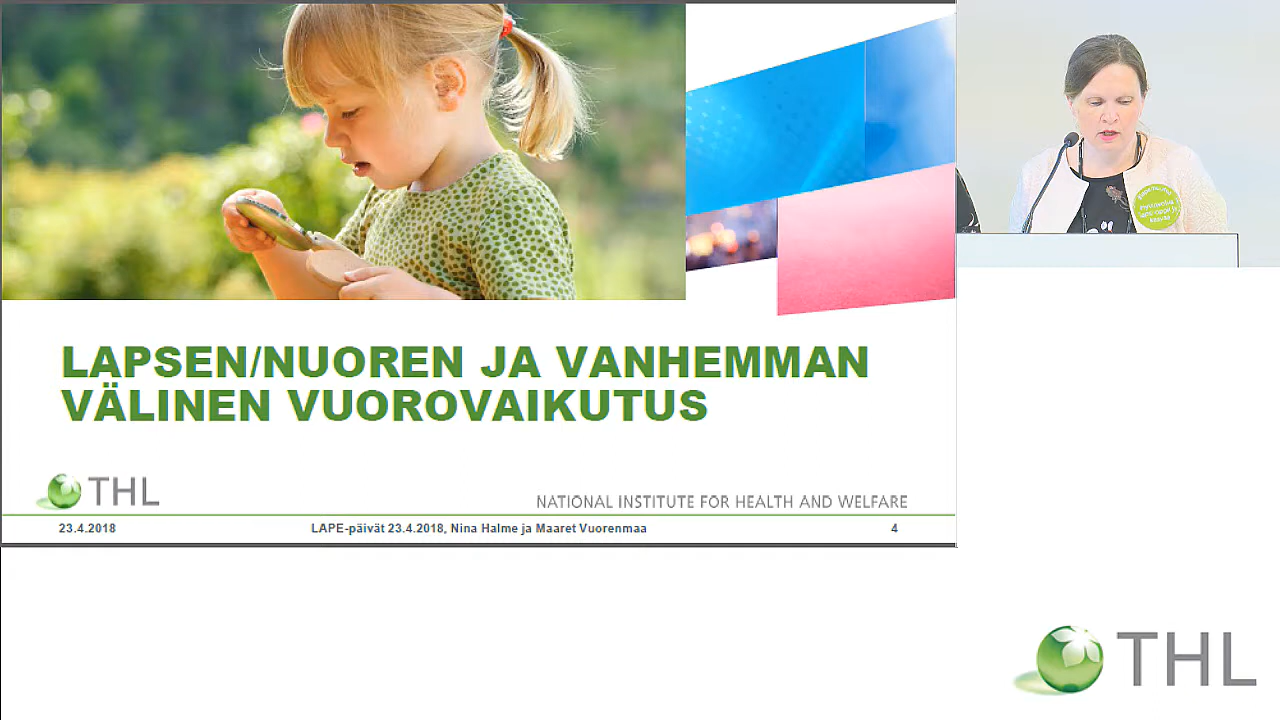 LAPSEN/NUOREN JA VANHEMMAN
VÄLINEN VUOROVAIKUTUS
THL
NATIONAL INSTITUTE FOR HEALTH AND WELFARE
23.4.2018
LAPE-päivät 23.4.2018, Nina Halme ja Maaret Vuorenmaa
4
THL